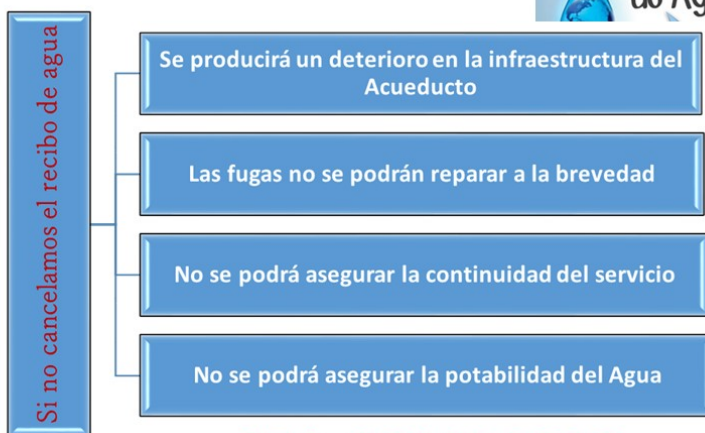 de Ag
Si no cancelamos el recibo de agua
Se producirá un deterioro en la infraestructura del
Acueducto
Las fugas no se podrán reparar a la brevedad
No se podrá asegurar la continuidad del servicio
No se podrá asegurar la potabilidad del Agua